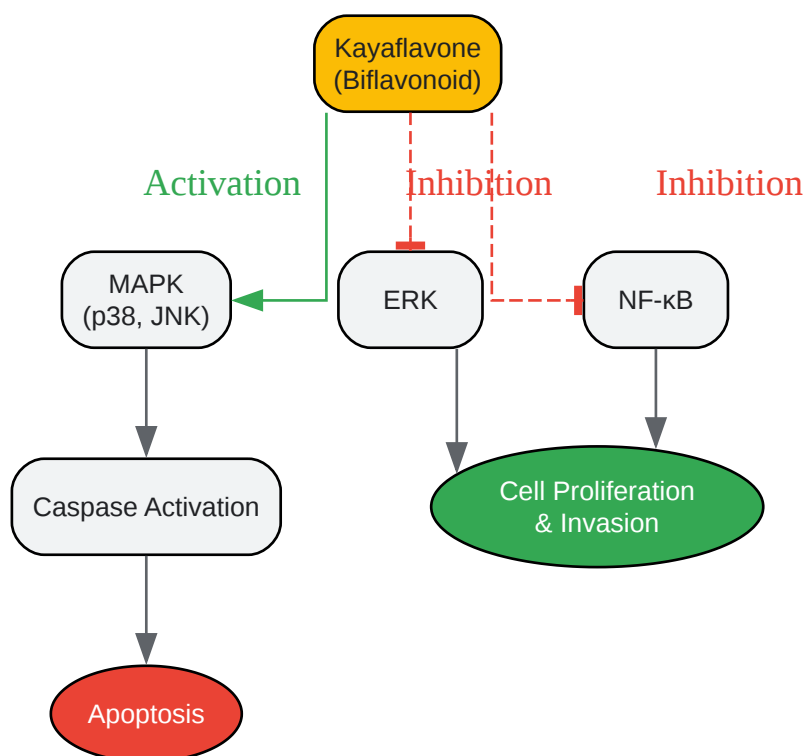 Kayaflavone
(Biflavonoid)
Activation
Inhibition
Inhibition
MAPK
(p38, JNK)
ERK
NF-κB
Caspase Activation
Cell Proliferation
& Invasion
Apoptosis